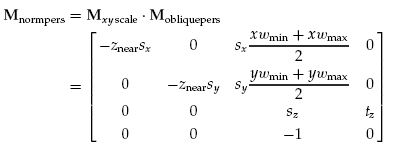 M_normpers = M_xyscale · M_obliquepers
= [ −z_near s_x 0 s_x (xw_min + xw_max)/2 0
0 −z_near s_y s_y (yw_min + yw_max)/2 0
0 0 s_z t_z
0 0 −1 0 ]